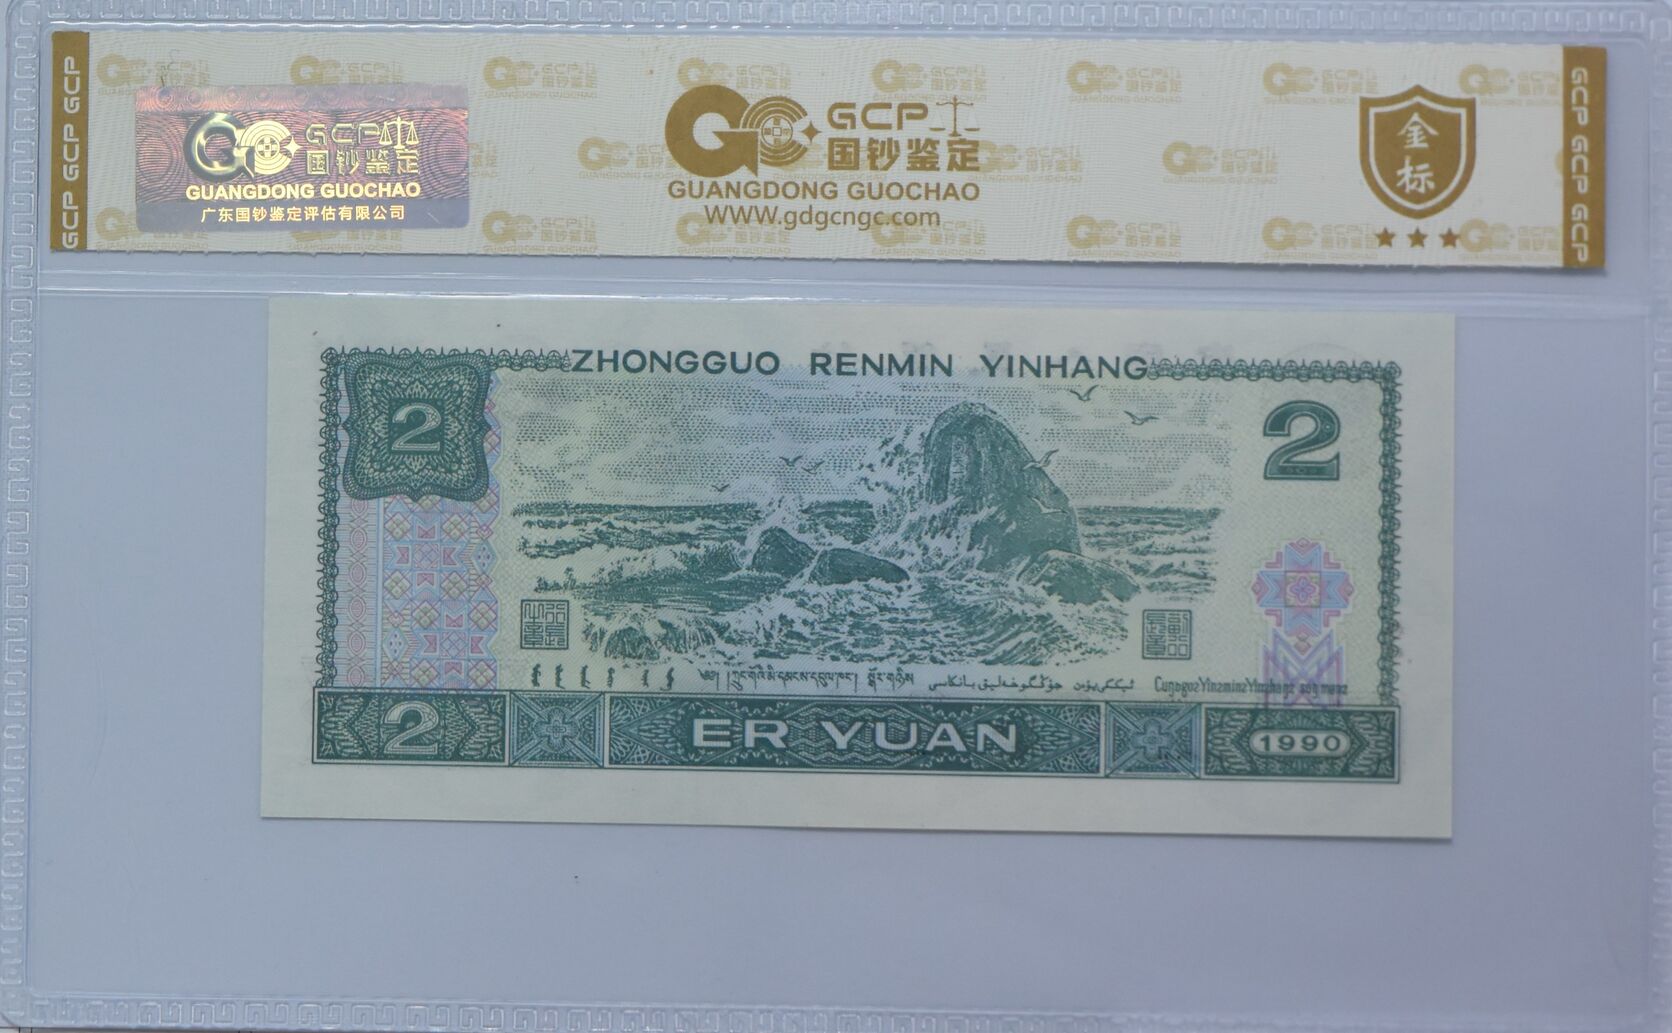 GCP GCP GCP
GCP 国钞鉴定
GUANGDONG GUOCHAO
广东国钞鉴定评估有限公司
GCP
国钞鉴定
GUANGDONG GUOCHAO
WWW.gdgcngc.com
金标
GCP GCP GCP
ZHONGGUO RENMIN YINHANG
2
2
2
ER YUAN
1990